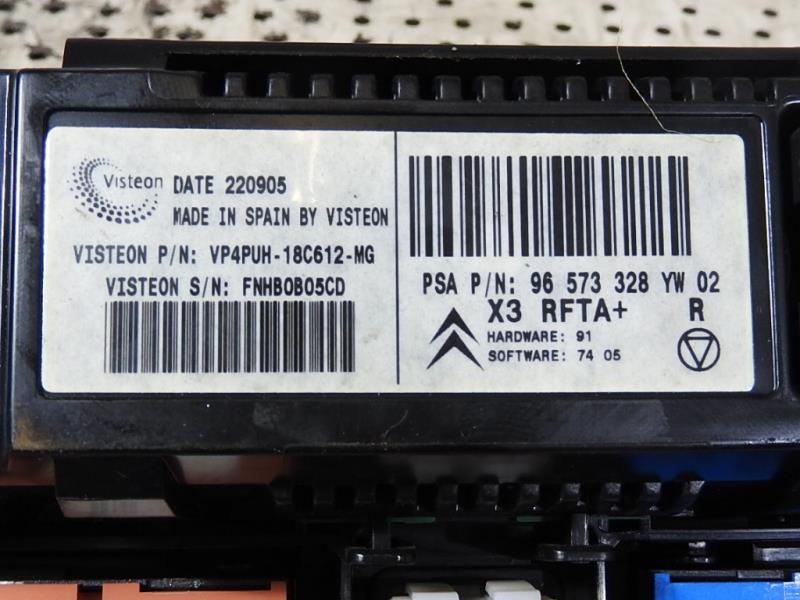 Visteon
DATE 220905
MADE IN SPAIN BY VISTEON
VISTEON P/N: VP4PUH-18C612-MG
VISTEON S/N: FNHB0B05CD
PSA P/N: 96 573 328 YW 02
X3 RFTA+ R
HARDWARE: 91
SOFTWARE: 74 05